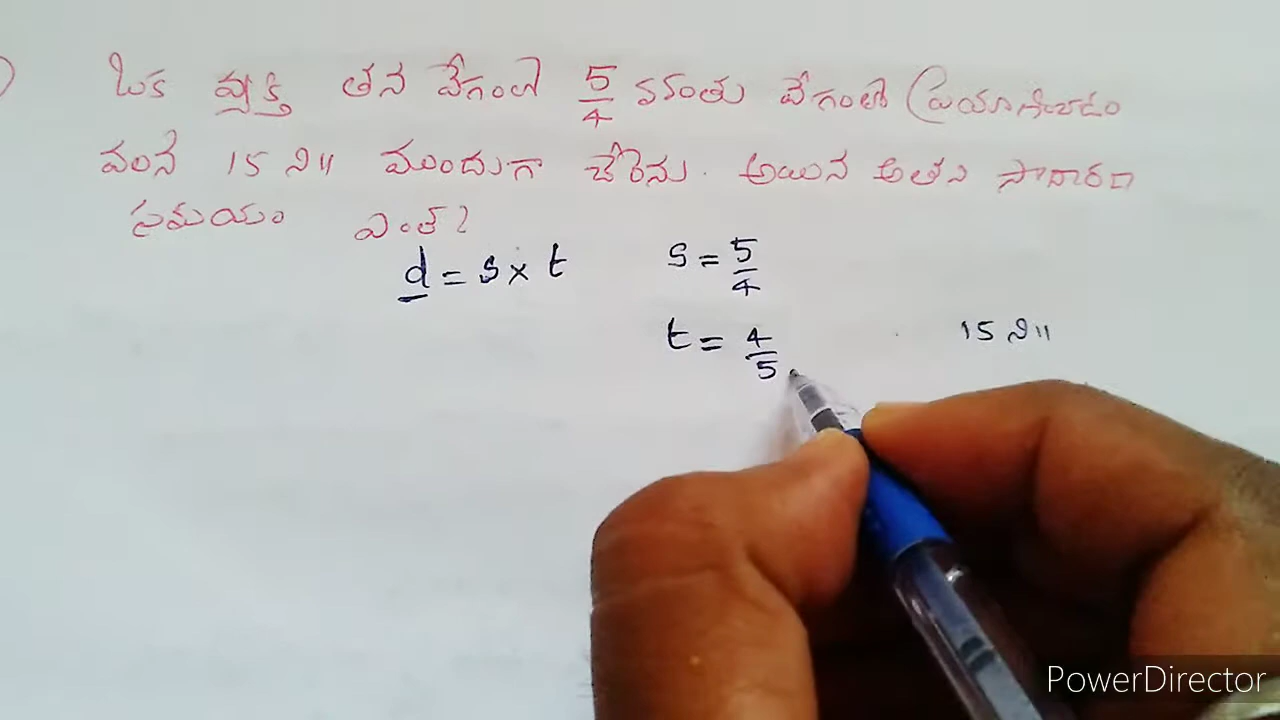 ఒక వ్యక్తి తన వేగంలో 5/4 వవంతు వేగంతో ప్రయాణించడం
వలన 15 ని॥ ముందుగా చేరెను. అయిన అతని సాదారణ
సమయం ఎంత?
d = s × t s = 5/4
t = 4/5 15 ని॥
PowerDirector